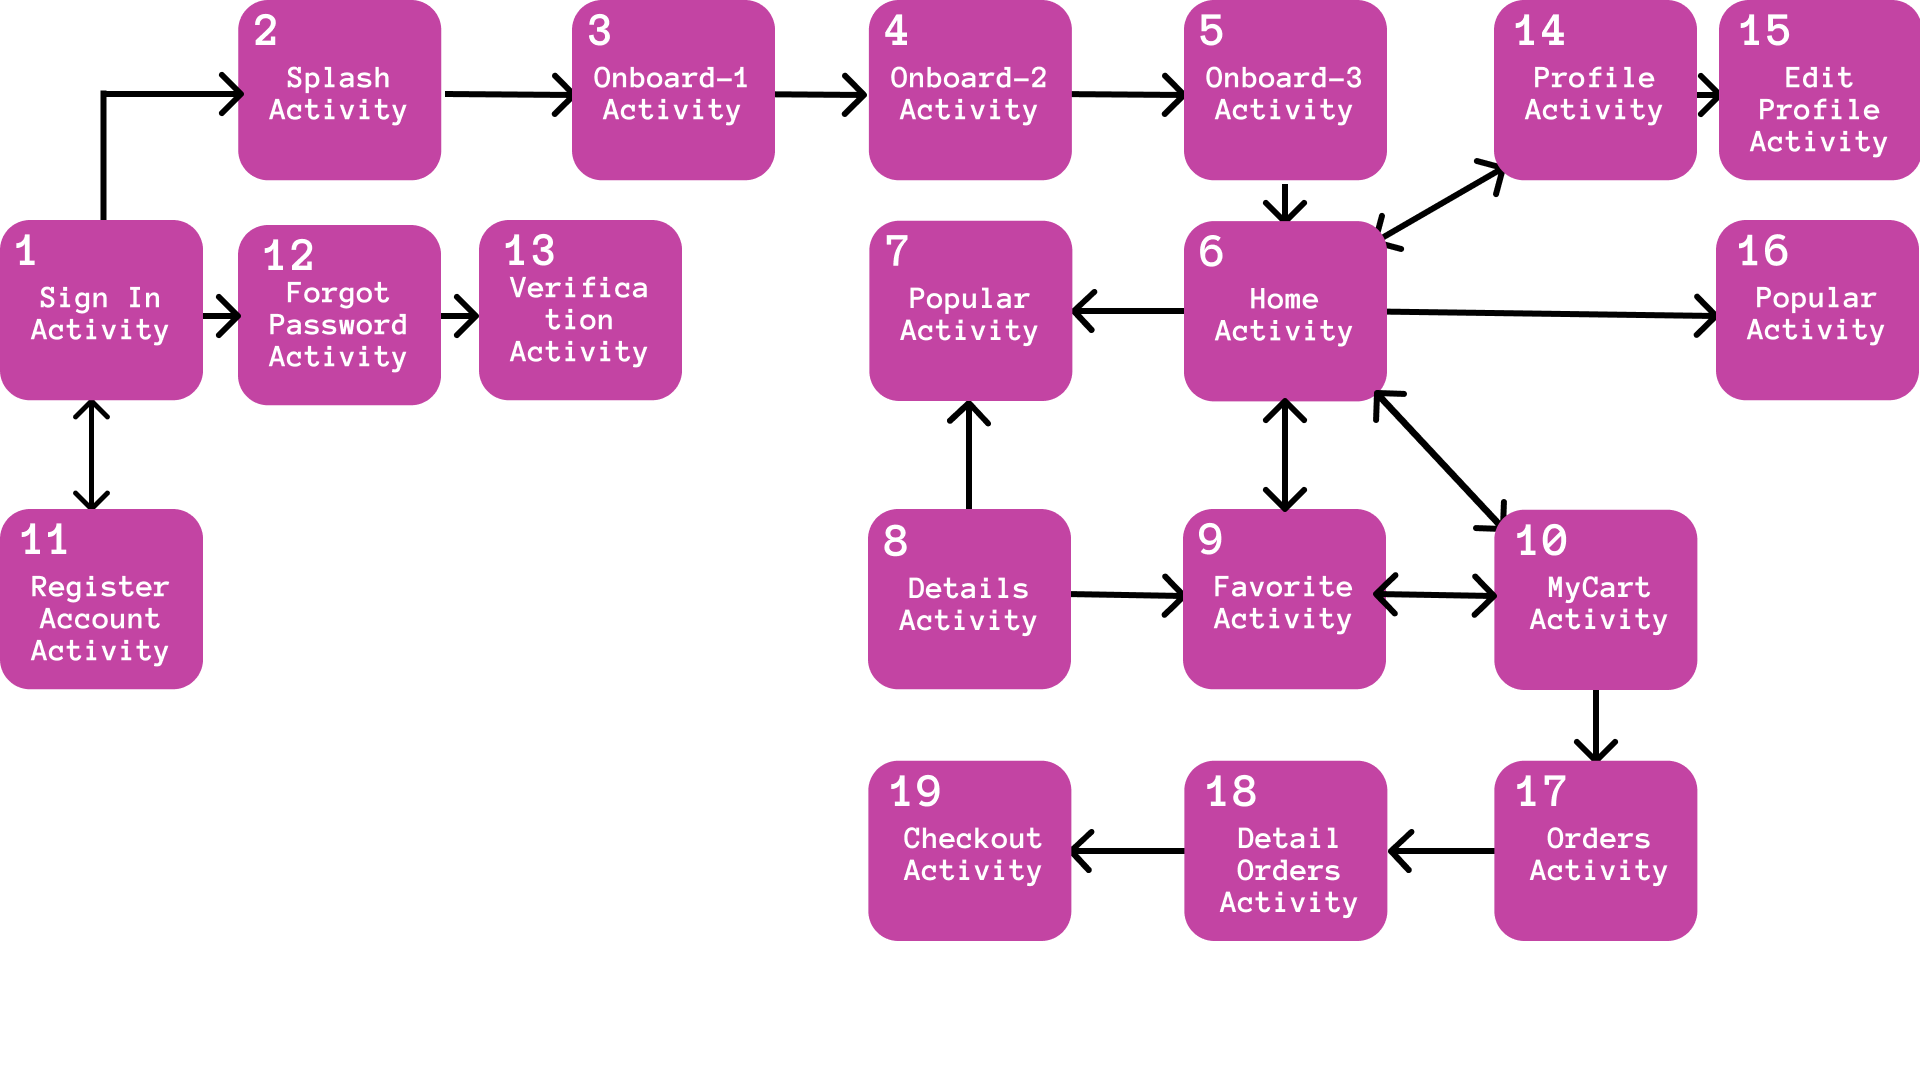 2
Splash
Activity
3
Onboard-1
Activity
4
Onboard-2
Activity
5
Onboard-3
Activity
14
Profile
Activity
15
Edit
Profile
Activity
1
Sign In
Activity
12
Forgot
Password
Activity
13
Verifica
tion
Activity
7
Popular
Activity
6
Home
Activity
16
Popular
Activity
11
Register
Account
Activity
8
Details
Activity
9
Favorite
Activity
10
MyCart
Activity
19
Checkout
Activity
18
Detail
Orders
Activity
17
Orders
Activity